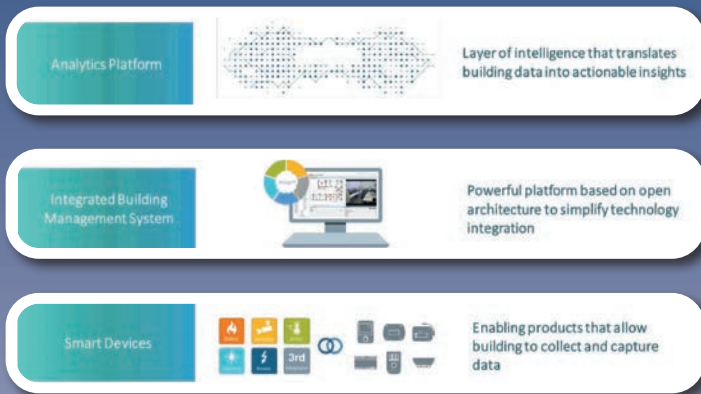 Analytics Platform
Layer of intelligence that translates
building data into actionable insights
Integrated Building
Management System
Powerful platform based on open
architecture to simplify technology
integration
Smart Devices
3rd
Enabling products that allow
building to collect and capture
data